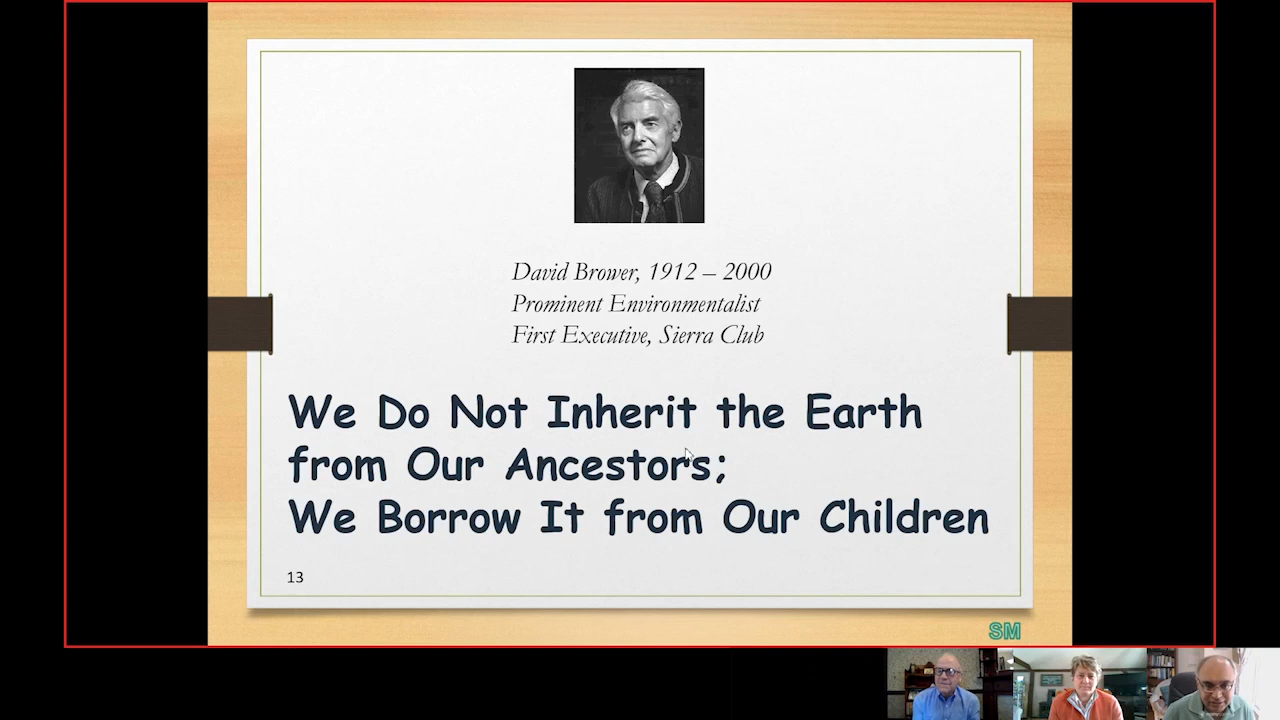 David Brower, 1912 – 2000
Prominent Environmentalist
First Executive, Sierra Club
We Do Not Inherit the Earth
from Our Ancestors;
We Borrow It from Our Children
13
SM